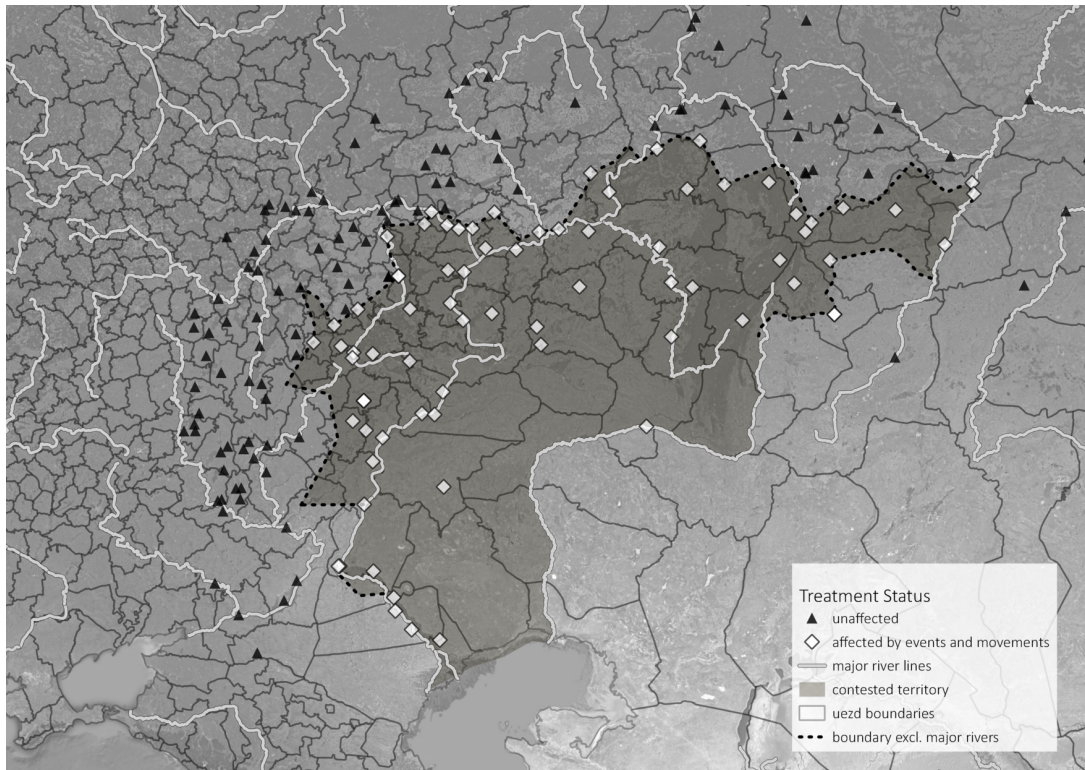 Treatment Status
unaffected
affected by events and movements
major river lines
contested territory
uezd boundaries
boundary excl. major rivers